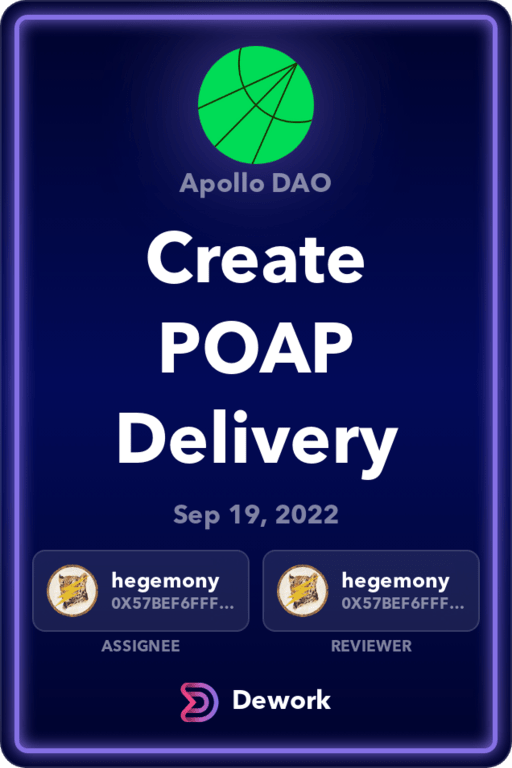 Apollo DAO
Create
POAP
Delivery
Sep 19, 2022
hegemony
0X57BEF6FFF...
ASSIGNEE
hegemony
0X57BEF6FFF...
REVIEWER
Dework